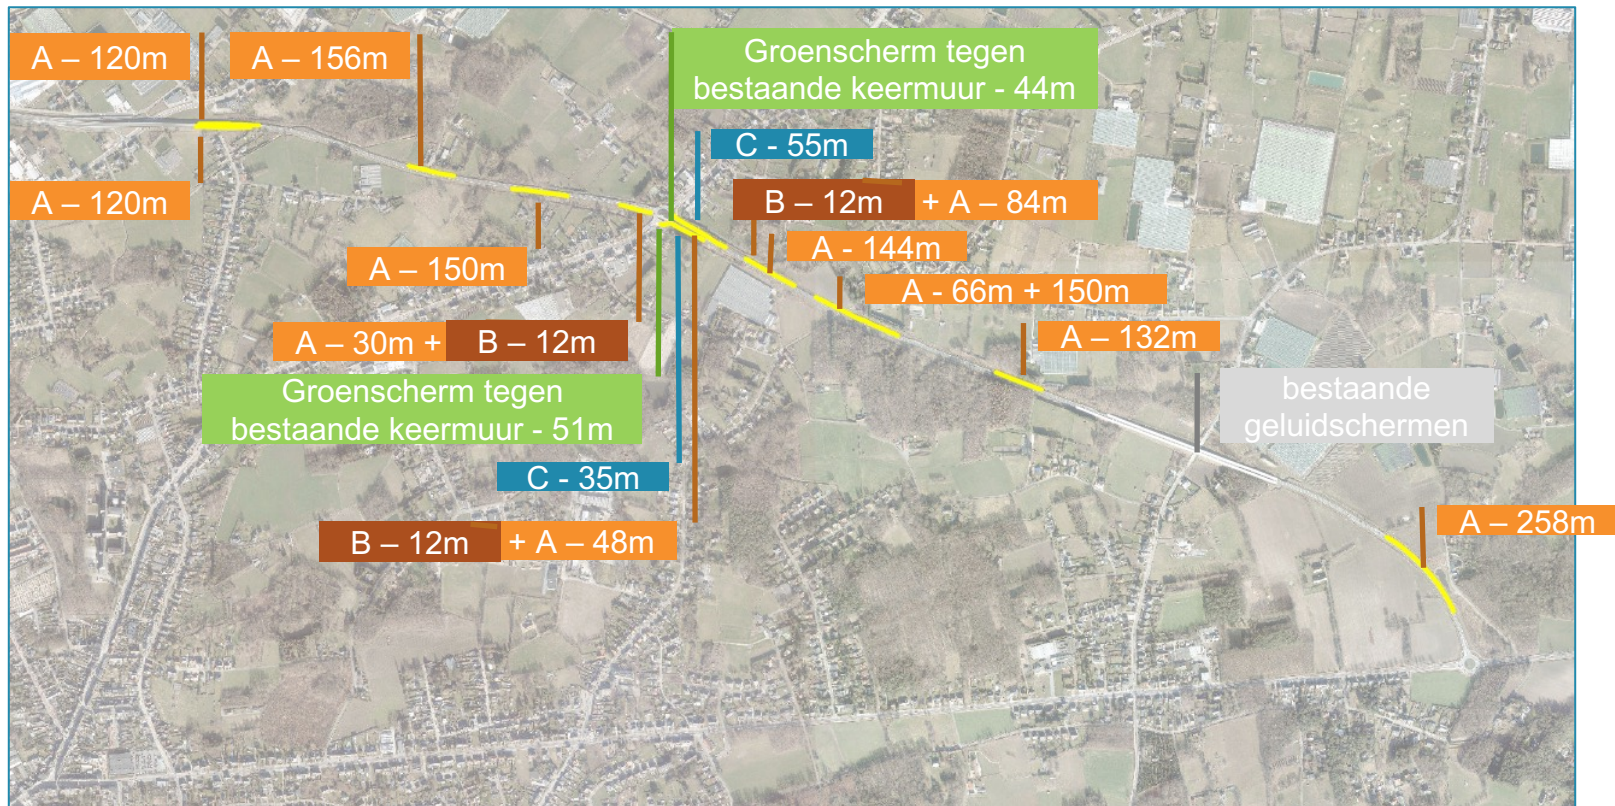 A – 120m
A – 156m
Groenscherm tegen
bestaande keermuur - 44m
C - 55m
A – 120m
B – 12m + A – 84m
A - 144m
A – 150m
A - 66m + 150m
A – 30m + B – 12m
A – 132m
Groenscherm tegen
bestaande keermuur - 51m
bestaande
geluidschermen
C - 35m
B – 12m + A – 48m
A – 258m